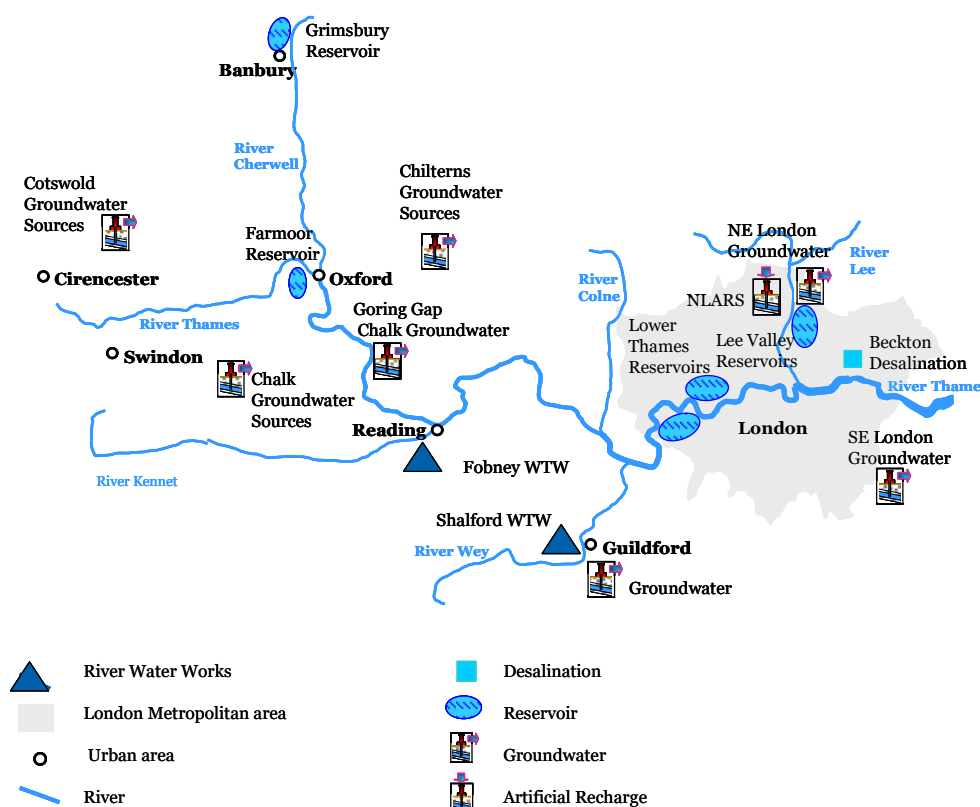 Grimsbury
Reservoir
Banbury
River
Cherwell
Cotswold
Groundwater
Sources
Chilterns
Groundwater
Sources
Farmoor
Reservoir
Cirencester
Oxford
River Thames
Goring Gap
Chalk Groundwater
Swindon
Chalk
Groundwater
Sources
Reading
River Kennet
Fobney WTW
Shalford WTW
River Wey
Guildford
Groundwater
River
Colne
NE London
Groundwater
River
Lee
NLARS
Lower
Thames
Reservoirs
Lee Valley
Reservoirs
Beckton
Desalination
River Thame
London
SE London
Groundwater
River Water Works
London Metropolitan area
Urban area
River
Desalination
Reservoir
Groundwater
Artificial Recharge